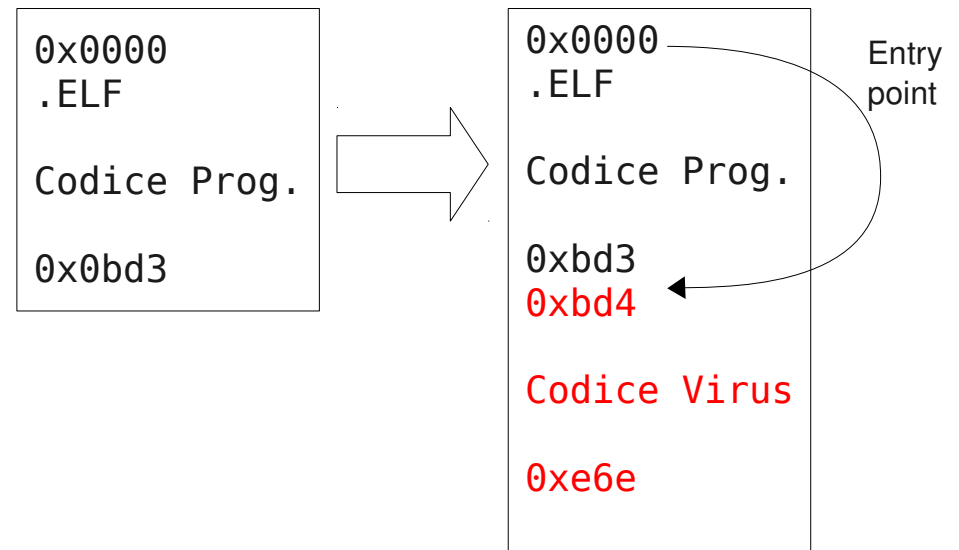 0x0000
.ELF
Codice Prog.
0x0bd3
0x0000
.ELF
Codice Prog.
0xbd3
0xbd4
Codice Virus
0xe6e
Entry
point